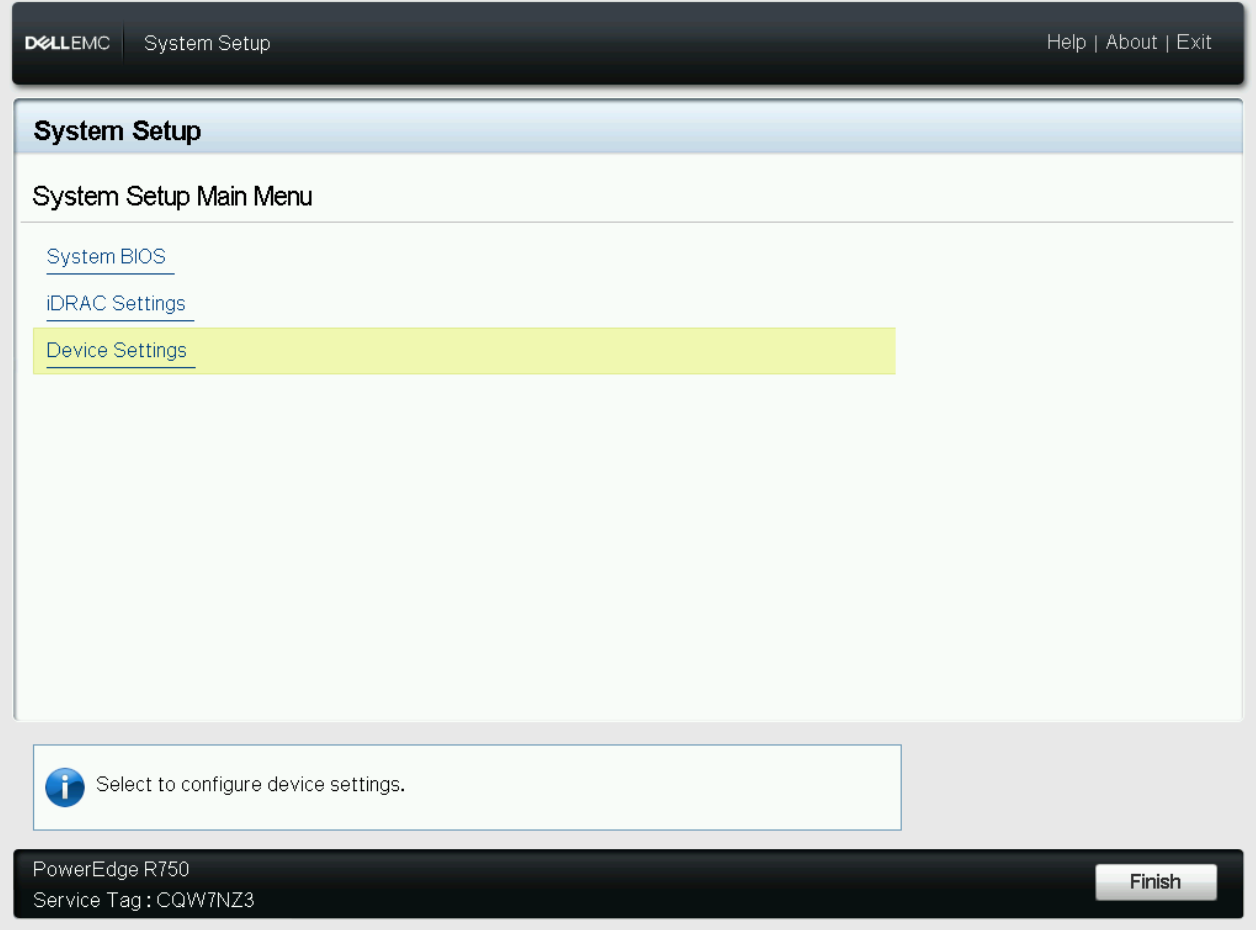 DELLEMC System Setup Help | About | Exit
System Setup
System Setup Main Menu
System BIOS
iDRAC Settings
Device Settings
Select to configure device settings.
PowerEdge R750
Service Tag : CQW7NZ3
Finish